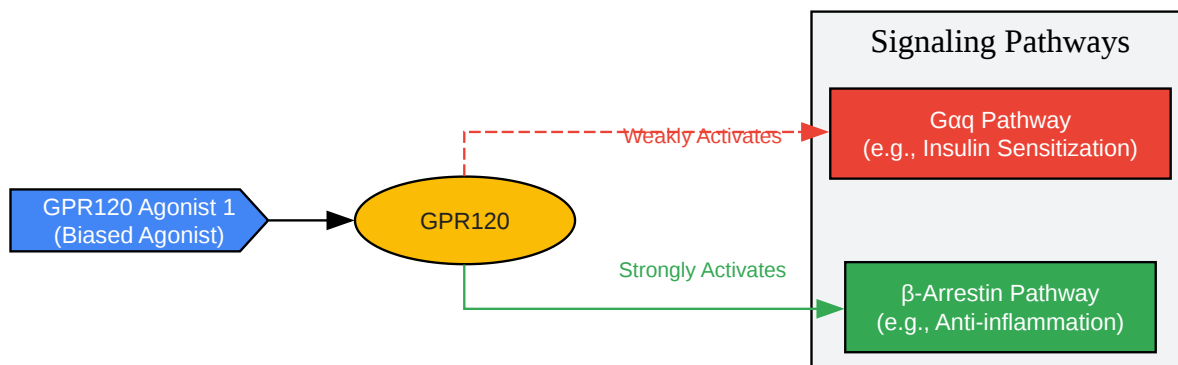 Signaling Pathways
Weakly Activates
Gαq Pathway
(e.g., Insulin Sensitization)
GPR120 Agonist 1
(Biased Agonist)
GPR120
Strongly Activates
β-Arrestin Pathway
(e.g., Anti-inflammation)